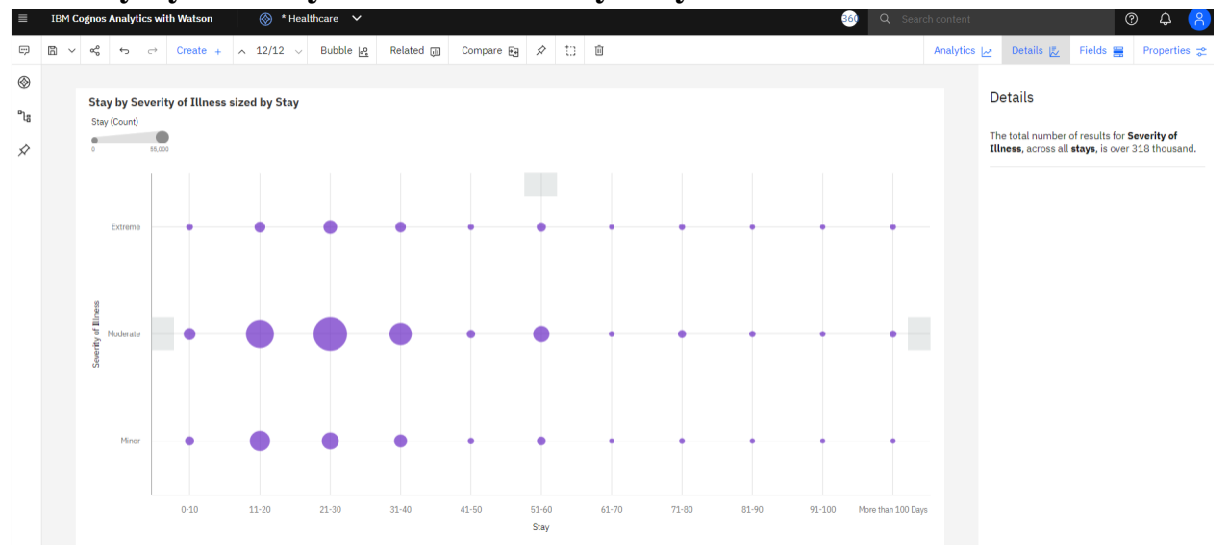 IBM Cognos Analytics with Watson
* Healthcare
360
Search content
Create +
12/12
Bubble
Related
Compare
Analytics
Details
Fields
Properties
Stay by Severity of Illness sized by Stay
Stay (Count)
0
55,000
Severity of Illness
Extreme
Moderate
Minor
0-10
11-20
21-30
31-40
41-50
51-60
61-70
71-80
81-90
91-100
More than 100 Days
Stay
Details
The total number of results for Severity of
Illness, across all stays, is over 318 thousand.